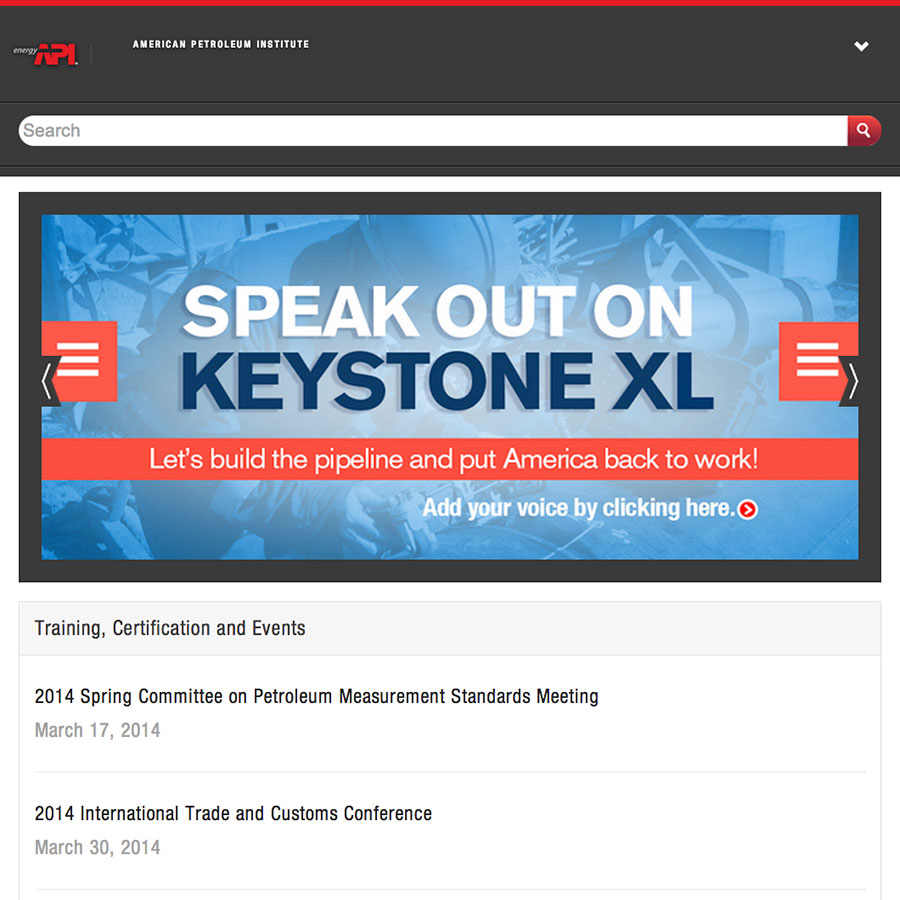 energy API
AMERICAN PETROLEUM INSTITUTE
Search
SPEAK OUT ON
KEYSTONE XL
Let's build the pipeline and put America back to work!
Add your voice by clicking here.
Training, Certification and Events
2014 Spring Committee on Petroleum Measurement Standards Meeting
March 17, 2014
2014 International Trade and Customs Conference
March 30, 2014